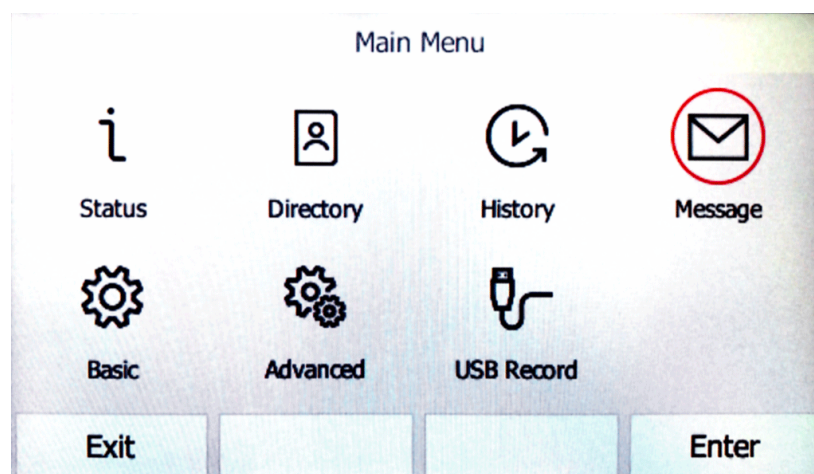 Main Menu
Status Directory History Message
Basic Advanced USB Record
Exit Enter